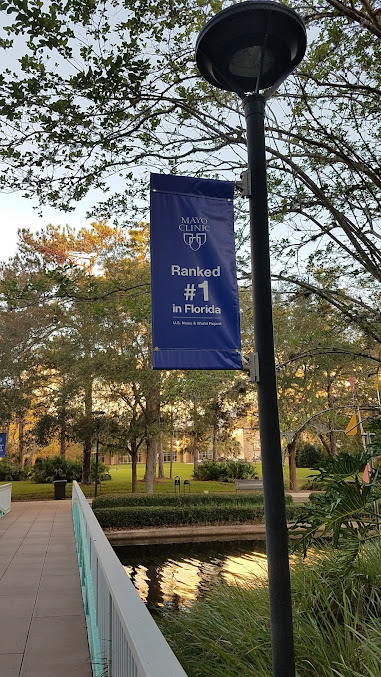 MAYO
CLINIC
Ranked
#1
in Florida
U.S. News & World Report